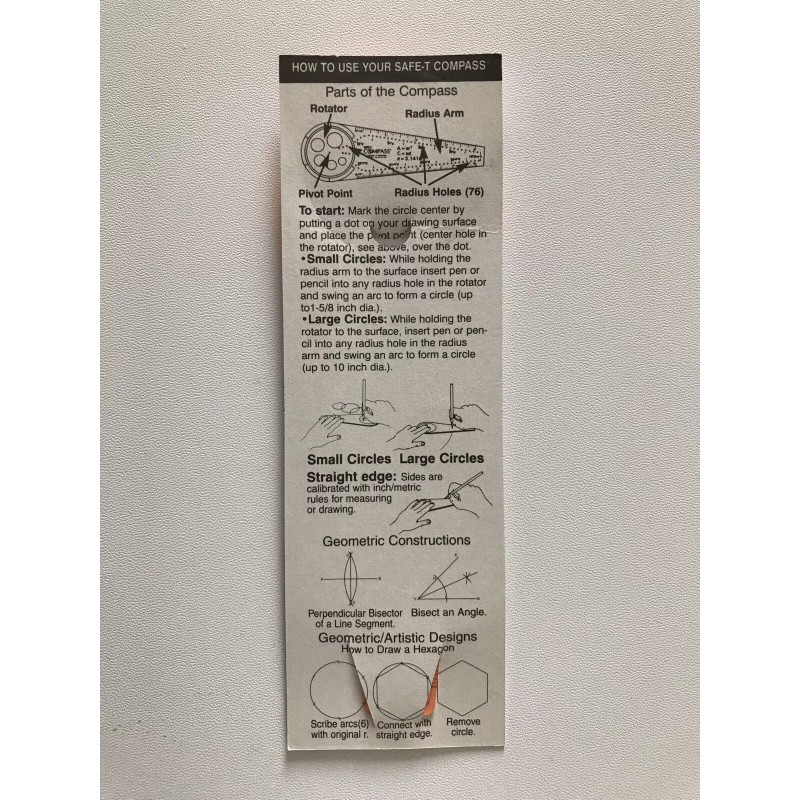 HOW TO USE YOUR SAFE-T COMPASS
Parts of the Compass
Rotator
Radius Arm
COMPASS
Pivot Point
Radius Holes (76)
To start: Mark the circle center by
putting a dot on your drawing surface
and place the pivot point (center hole in
the rotator), see above, over the dot.
•Small Circles: While holding the
radius arm to the surface insert pen or
pencil into any radius hole in the rotator
and swing an arc to form a circle (up
to1-5/8 inch dia.).
•Large Circles: While holding the
rotator to the surface, insert pen or pen-
cil into any radius hole in the radius
arm and swing an arc to form a circle
(up to 10 inch dia.).
Small Circles Large Circles
Straight edge: Sides are
calibrated with inch/metric
rules for measuring
or drawing.
Geometric Constructions
Perpendicular Bisector
of a Line Segment.
Bisect an Angle.
Geometric/Artistic Designs
How to Draw a Hexagon
Scribe arcs(6)
with original r.
Connect with
straight edge.
Remove
circle.